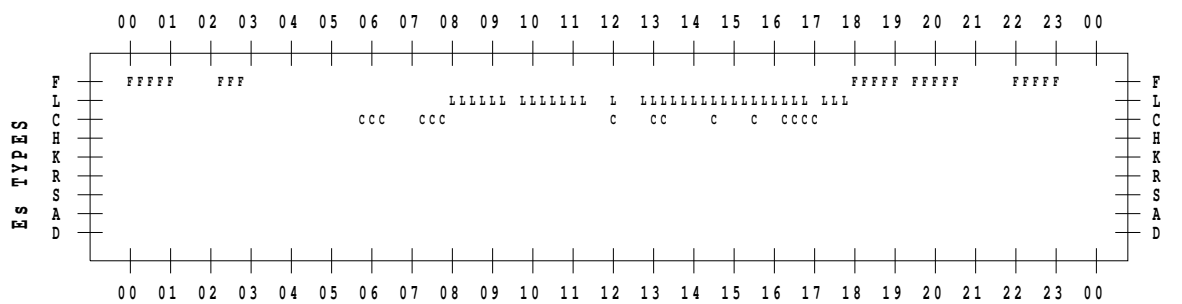 00 01 02 03 04 05 06 07 08 09 10 11 12 13 14 15 16 17 18 19 20 21 22 23 00
F FFFFF FFF FFFFF FFFFF FFFFF F
L LLLLLL LLLLLLL L LLLLLLLLLLLLLLLLL LLL L
C CCC CCC C CC C C CCCC C
H H
K K
R R
S S
A A
D D
Es TYPES
00 01 02 03 04 05 06 07 08 09 10 11 12 13 14 15 16 17 18 19 20 21 22 23 00